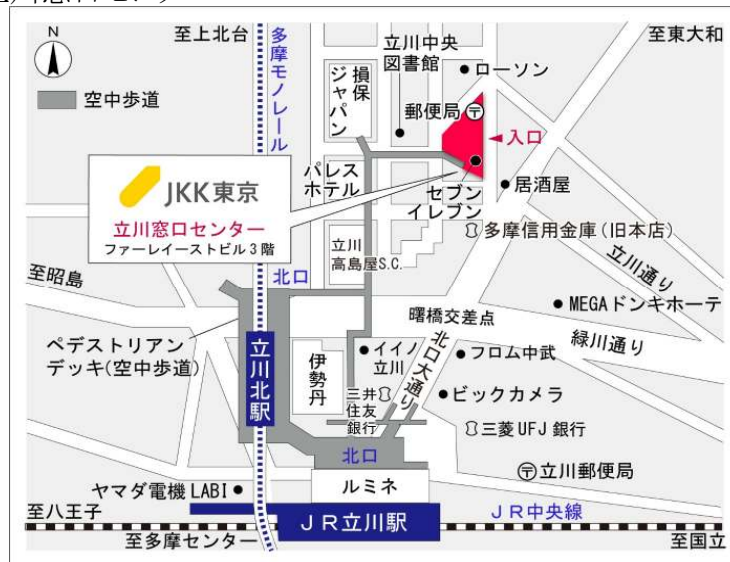 N
至上北台
多摩モノレール
損保
ジャパン
立川中央
図書館
ローソン
至東大和
空中歩道
郵便局〒
入口
JKK東京
立川窓口センター
ファーレイーストビル3階
パレス
ホテル
セブン
イレブン
居酒屋
立川
高島屋S.C.
多摩信用金庫(旧本店)
立川通り
至昭島
北口
MEGAドンキホーテ
曙橋交差点
緑川通り
ペデストリアン
デッキ(空中歩道)
立川北駅
伊勢丹
イイノ
立川
北口大通り
フロム中武
三井
住友
銀行
ビックカメラ
三菱UFJ銀行
北口
〒立川郵便局
ヤマダ電機LABI
ルミネ
至八王子
JR立川駅
JR中央線
至多摩センター
至国立